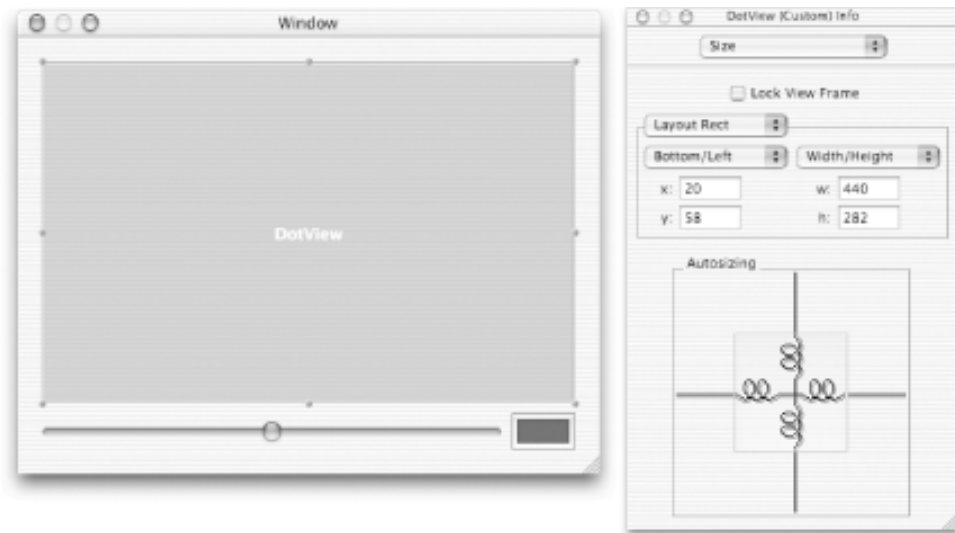 Window
DotView
DotView (Custom) Info
Size
Lock View Frame
Layout Rect
Bottom/Left Width/Height
x: 20 w: 440
y: 58 h: 282
Autosizing